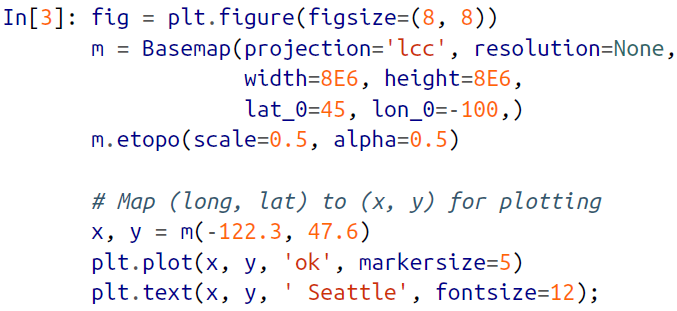 In[3]: fig = plt.figure(figsize=(8, 8))
m = Basemap(projection='lcc', resolution=None,
width=8E6, height=8E6,
lat_0=45, lon_0=-100,)
m.etopo(scale=0.5, alpha=0.5)
# Map (long, lat) to (x, y) for plotting
x, y = m(-122.3, 47.6)
plt.plot(x, y, 'ok', markersize=5)
plt.text(x, y, ' Seattle', fontsize=12);